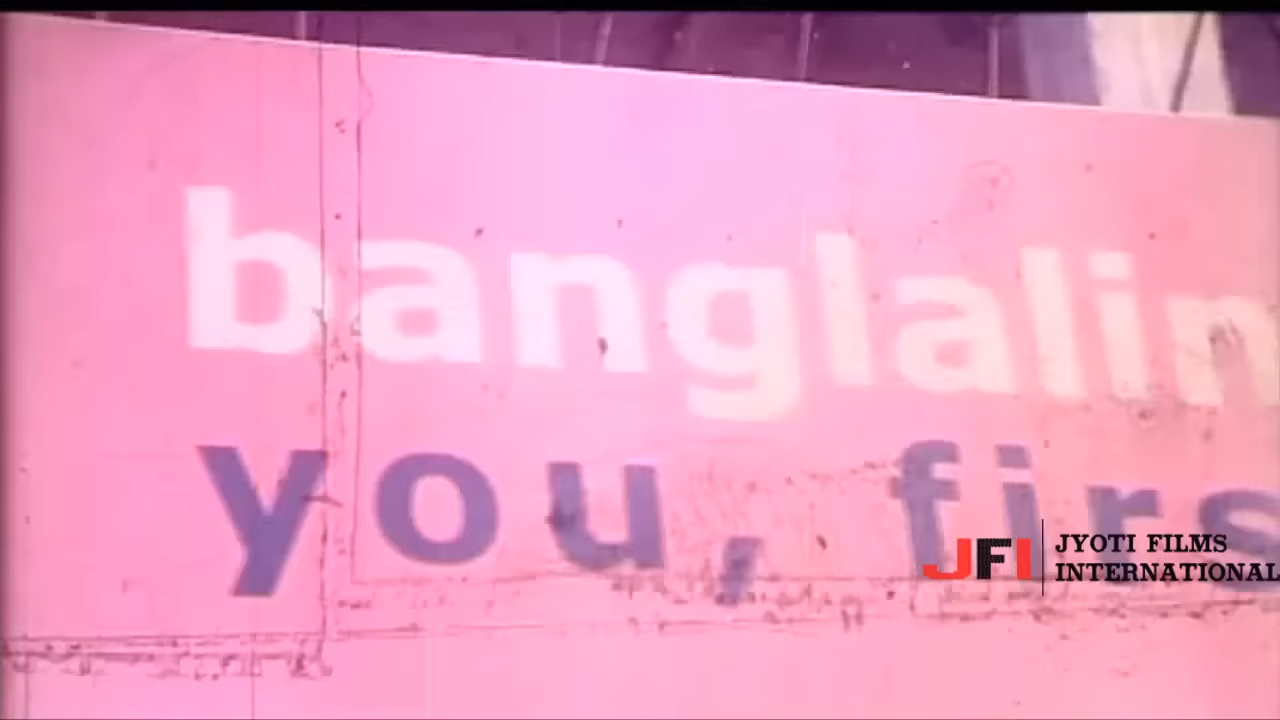 banglalin
you, firs
JFI
JYOTI FILMS
INTERNATIONAL